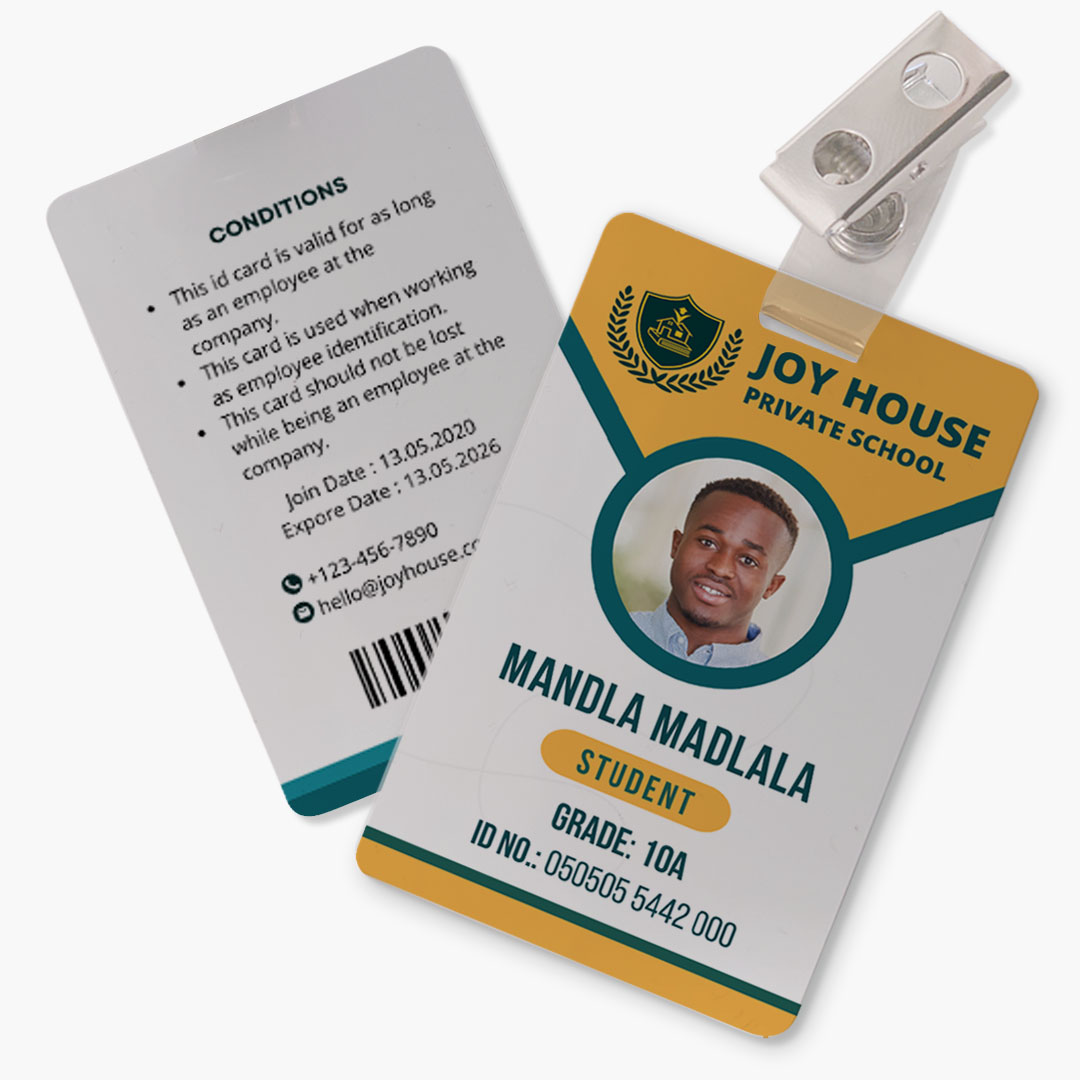 CONDITIONS
• This id card is valid for as long
as an employee at the
company.
• This card is used when working
as employee identification.
• This card should not be lost
while being an employee at the
company.
Join Date : 13.05.2020
Expore Date : 13.05.2026
+123-456-7890
hello@joyhouse.c
JOY HOUSE
PRIVATE SCHOOL
MANDLA MADLALA
STUDENT
GRADE: 10A
ID NO.: 050505 5442 000